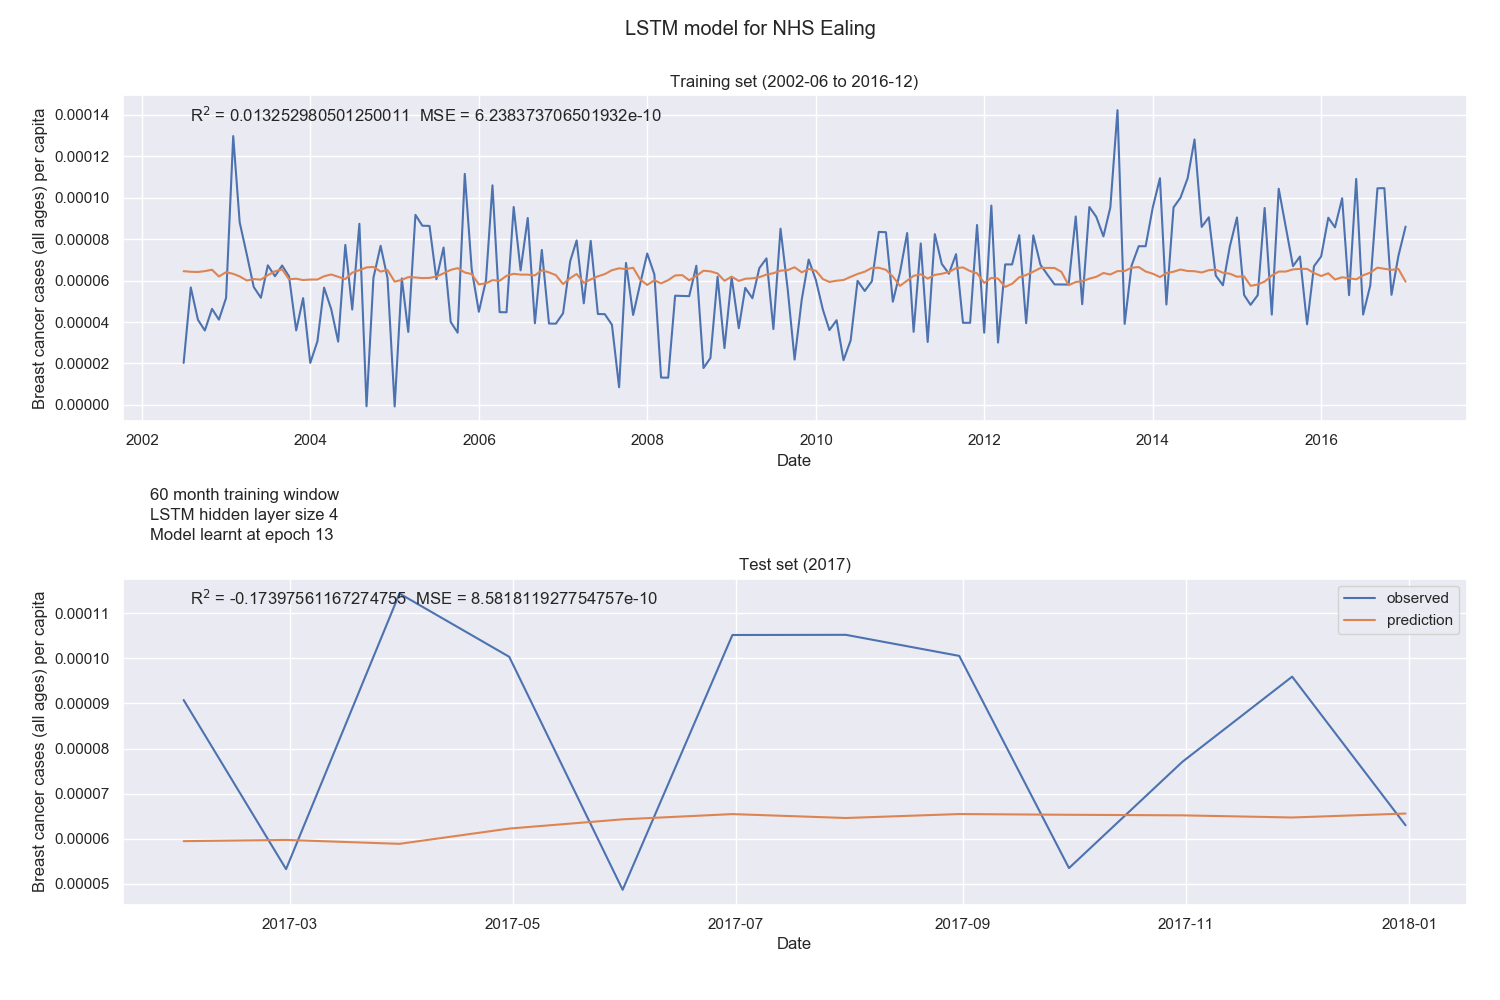 LSTM model for NHS Ealing
Training set (2002-06 to 2016-12)
R² = 0.013252980501250011 MSE = 6.238373706501932e-10
Breast cancer cases (all ages) per capita
0.00014
0.00012
0.00010
0.00008
0.00006
0.00004
0.00002
0.00000
2002 2004 2006 2008 2010 2012 2014 2016
Date
60 month training window
LSTM hidden layer size 4
Model learnt at epoch 13
Test set (2017)
R² = -0.17397561167274755 MSE = 8.581811927754757e-10
observed
prediction
Breast cancer cases (all ages) per capita
0.00011
0.00010
0.00009
0.00008
0.00007
0.00006
0.00005
2017-03 2017-05 2017-07 2017-09 2017-11 2018-01
Date